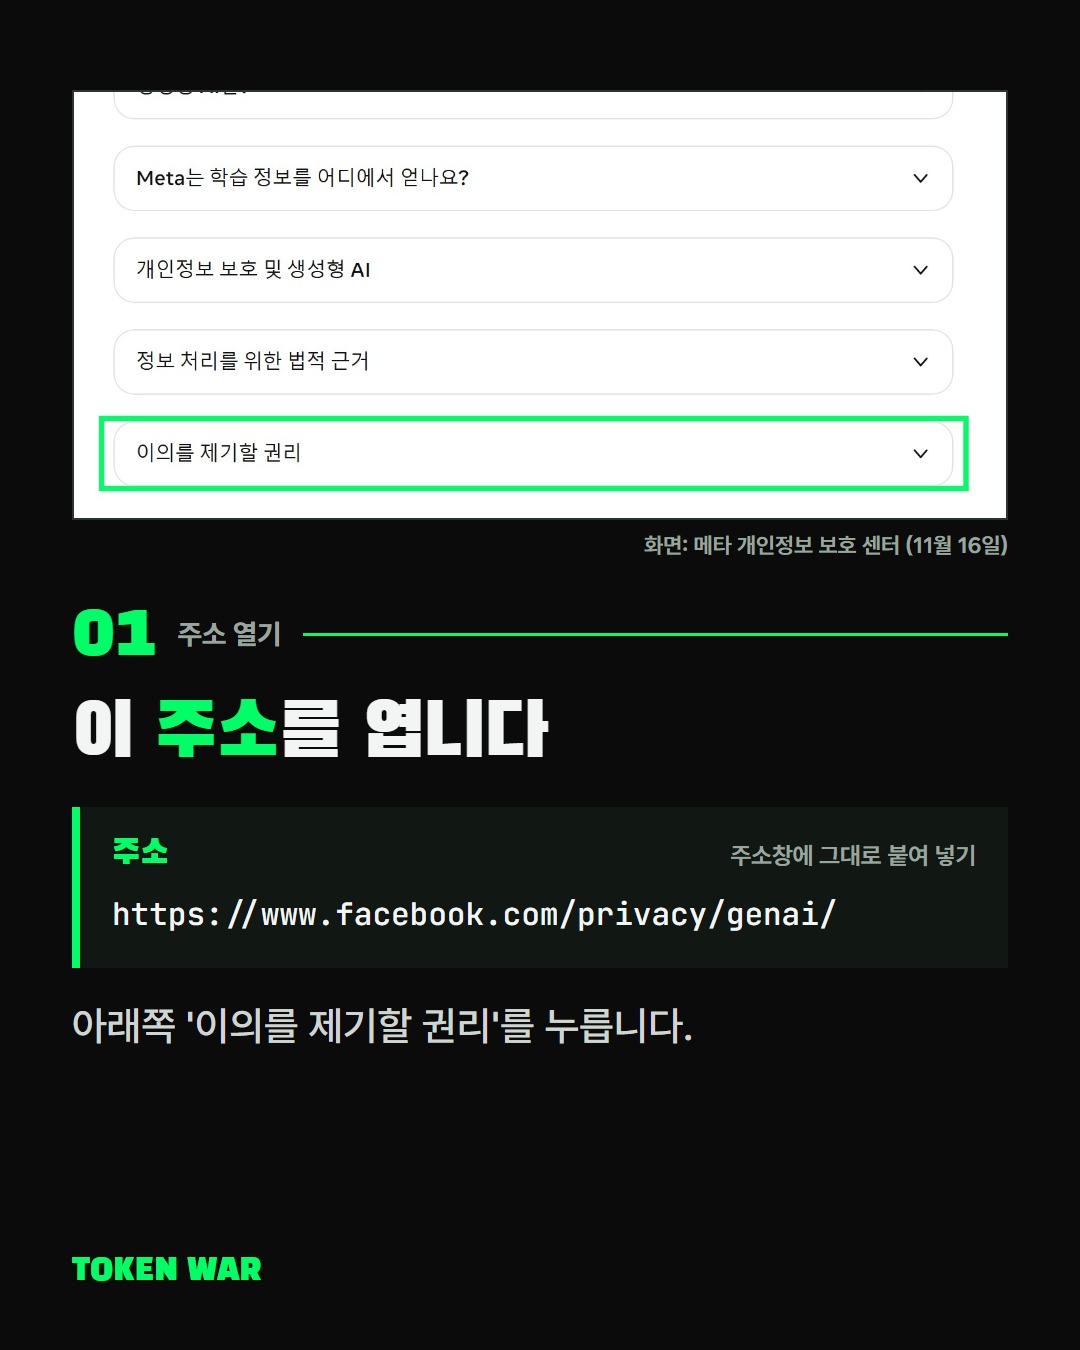 Meta는 학습 정보를 어디에서 얻나요?
개인정보 보호 및 생성형 AI
정보 처리를 위한 법적 근거
이의를 제기할 권리
화면: 메타 개인정보 보호 센터 (11월 16일)
01 주소 열기
이 주소를 엽니다
주소
주소창에 그대로 붙여 넣기
https://www.facebook.com/privacy/genai/
아래쪽 '이의를 제기할 권리'를 누릅니다.
TOKEN WAR